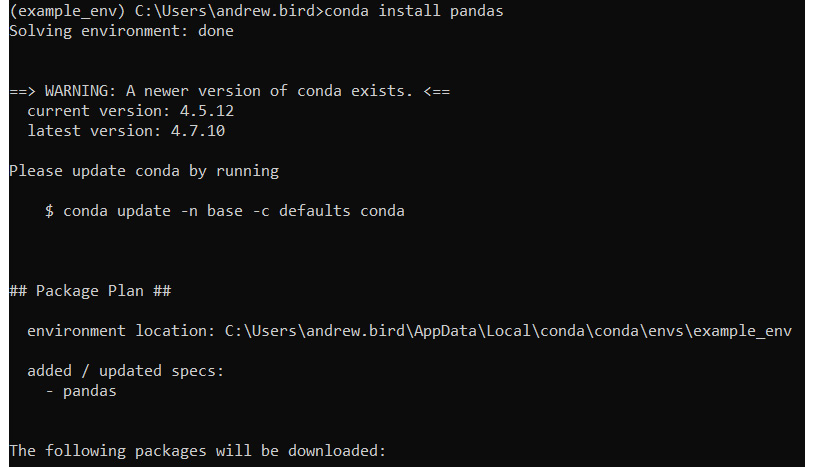 (example_env) C:\Users\andrew.bird>conda install pandas
Solving environment: done
==> WARNING: A newer version of conda exists. <==
current version: 4.5.12
latest version: 4.7.10
Please update conda by running
$ conda update -n base -c defaults conda
## Package Plan ##
environment location: C:\Users\andrew.bird\AppData\Local\conda\conda\envs\example_env
added / updated specs:
- pandas
The following packages will be downloaded: